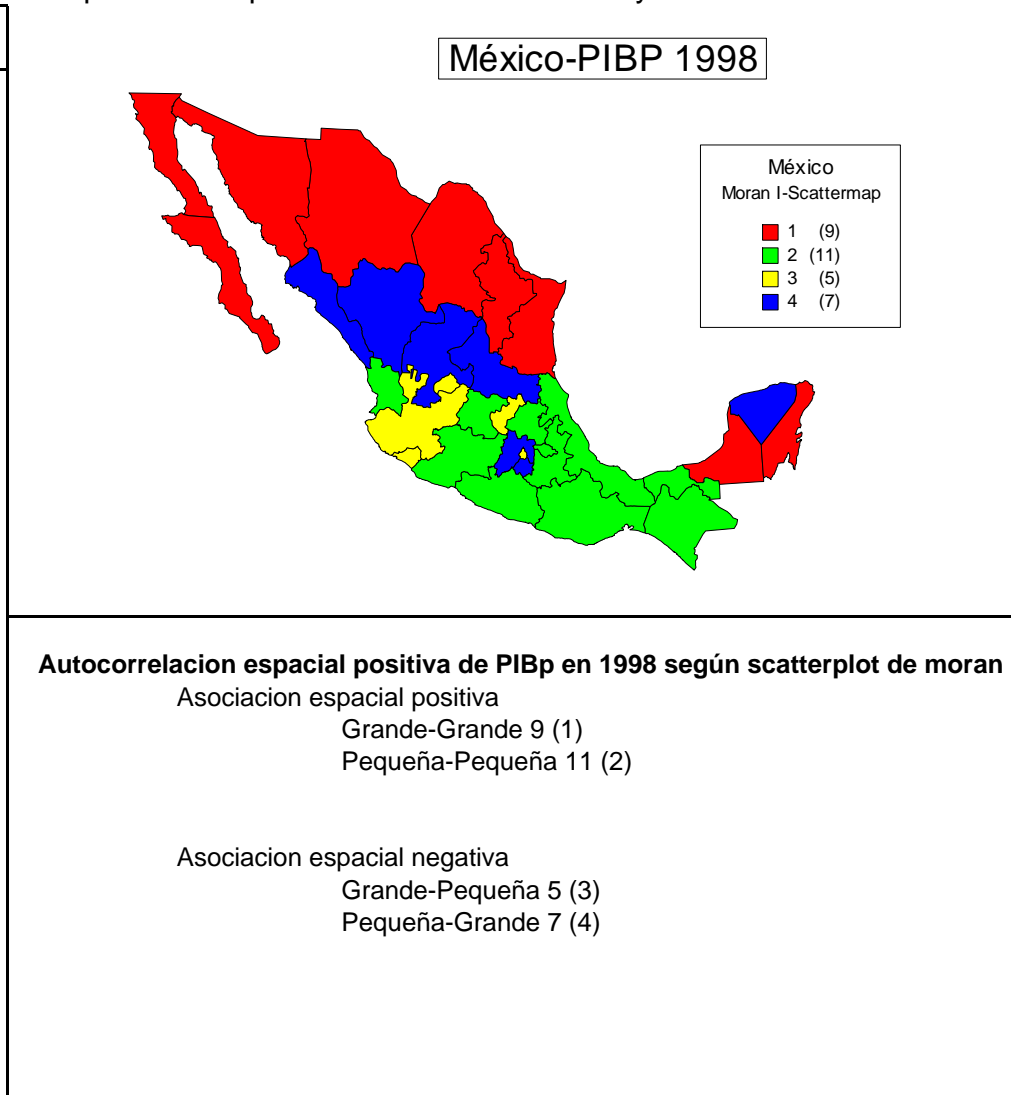 México-PIBP 1998
México
Moran I-Scattermap
1 (9)
2 (11)
3 (5)
4 (7)
Autocorrelacion espacial positiva de PIBp en 1998 según scatterplot de moran
Asociacion espacial positiva
Grande-Grande 9 (1)
Pequeña-Pequeña 11 (2)
Asociacion espacial negativa
Grande-Pequeña 5 (3)
Pequeña-Grande 7 (4)